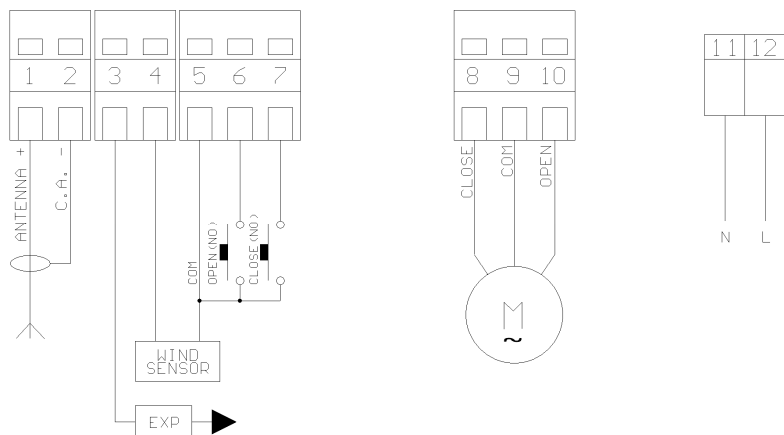 1 2 3 4 5 6 7
8 9 10
11 12
ANTENNA +
C.A. -
COM
OPEN(NO)
CLOSE(NO)
WIND
SENSOR
EXP
CLOSE
COM
OPEN
M
~
N L